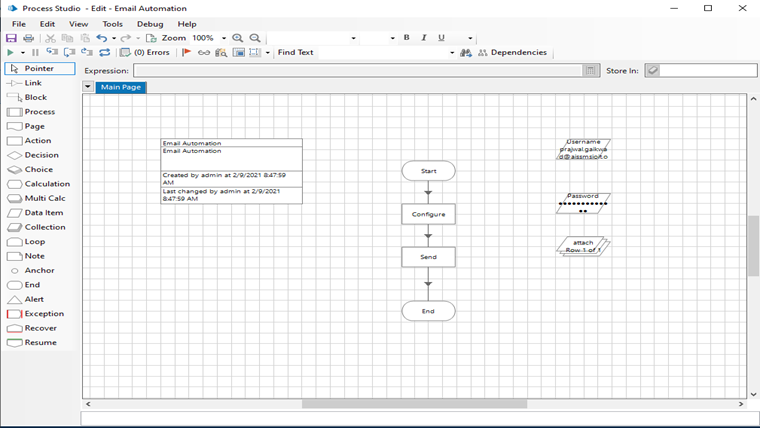 Process Studio - Edit - Email Automation
File Edit View Tools Debug Help
Zoom 100% B I U
(0) Errors Find Text Dependencies
Expression: Store In:
Main Page
Pointer
Link
Block
Process
Page
Action
Decision
Choice
Calculation
Multi Calc
Data Item
Collection
Loop
Note
Anchor
End
Alert
Exception
Recover
Resume
Email Automation
Email Automation
Created by admin at 2/9/2021 8:47:59
AM
Last changed by admin at 2/9/2021
8:47:59 AM
Start
Configure
Send
End
Username
prajwal.gaikwa
Password
attach
Row 1 of 1